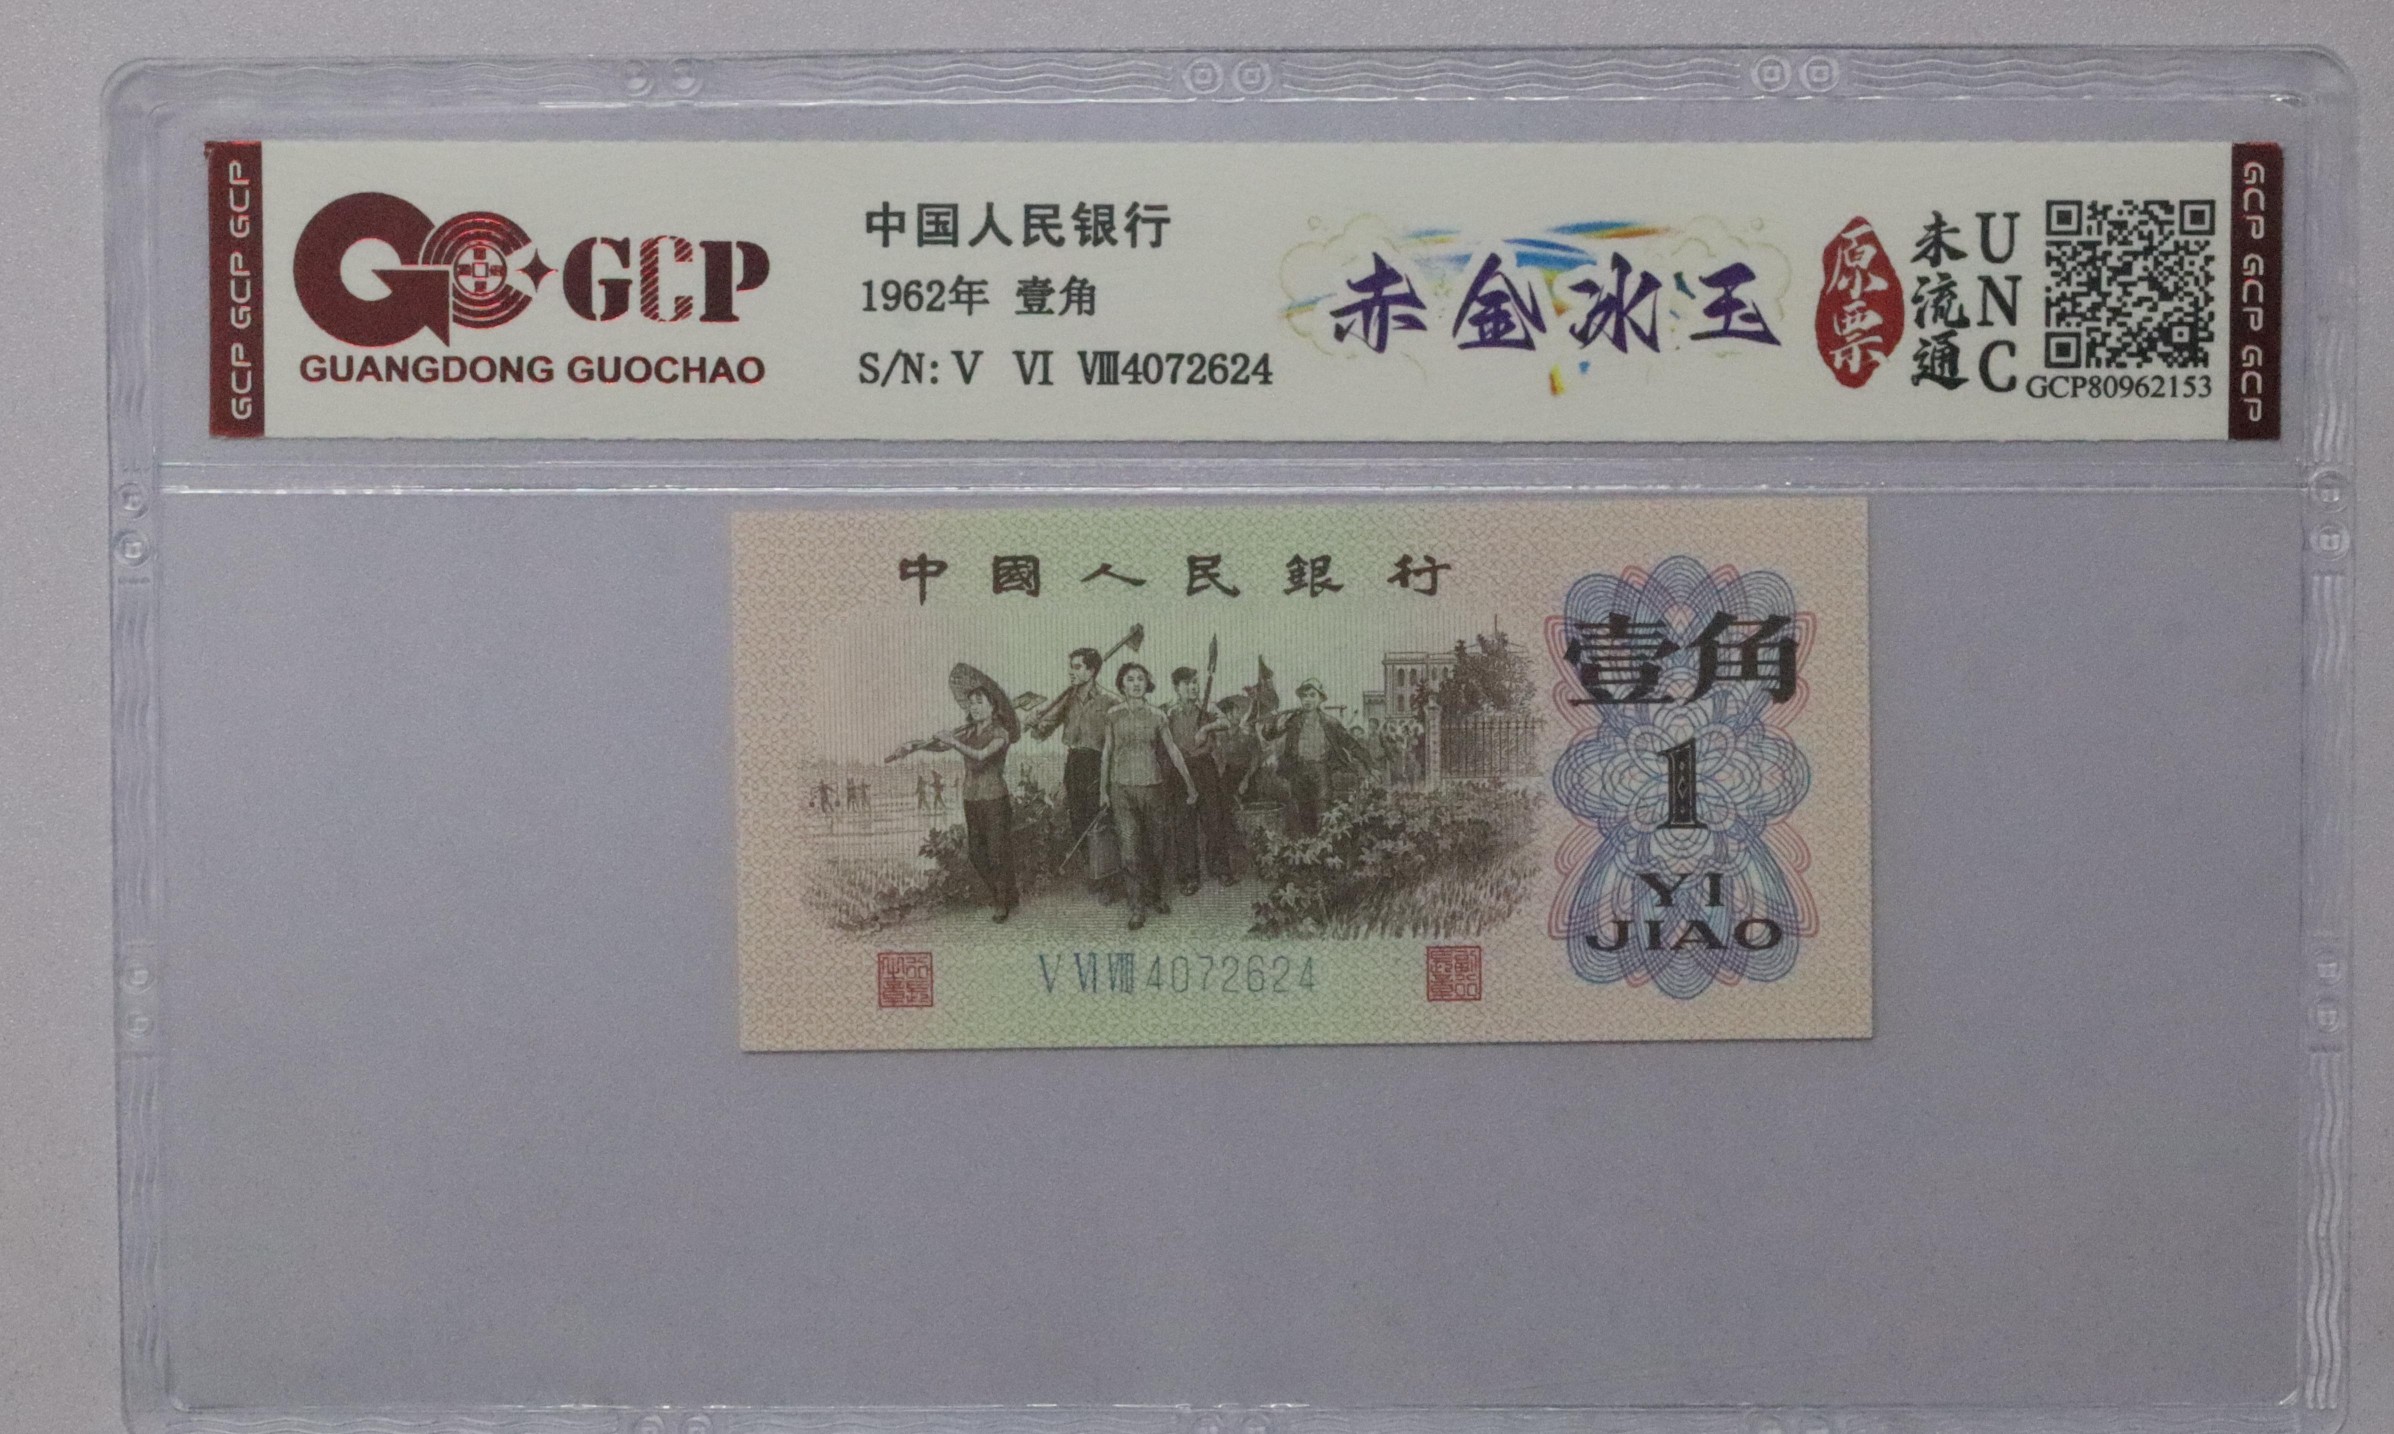 GCP GCP GCP
GCP
GUANGDONG GUOCHAO
中国人民银行
1962年 壹角
S/N: Ⅴ Ⅵ Ⅷ4072624
赤金冰玉
原票
未流通
UNC
GCP80962153
GCP GCP GCP
中國人民銀行
壹角
1
YI
JIAO
Ⅴ Ⅵ Ⅷ 4072624